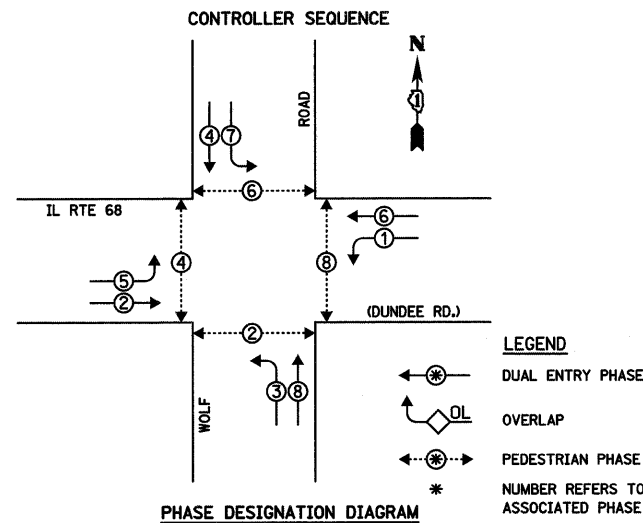 CONTROLLER SEQUENCE
N
1
ROAD
4 7
6
IL RTE 68
6
1
5
4
8
2
(DUNDEE RD.)
2
3 8
WOLF
LEGEND
* DUAL ENTRY PHASE
OL OVERLAP
* PEDESTRIAN PHASE
* NUMBER REFERS TO
ASSOCIATED PHASE
PHASE DESIGNATION DIAGRAM